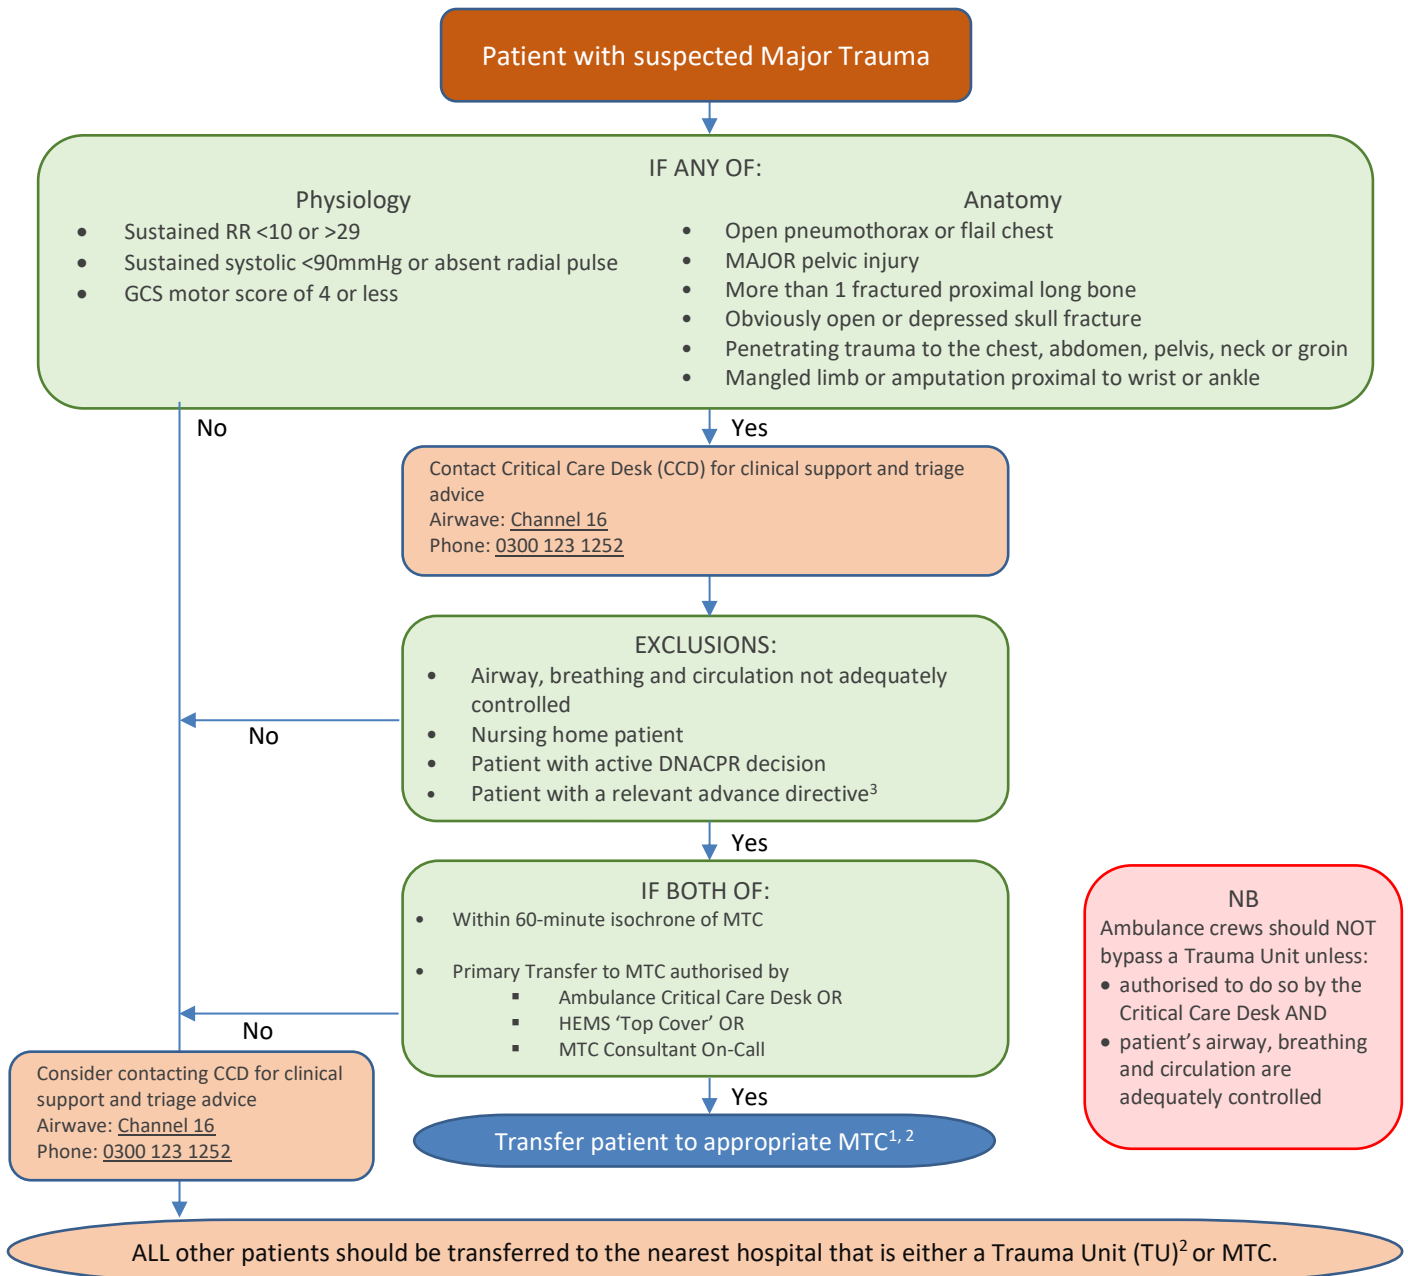 Patient with suspected Major Trauma
IF ANY OF:
Physiology
• Sustained RR <10 or >29
• Sustained systolic <90mmHg or absent radial pulse
• GCS motor score of 4 or less
Anatomy
• Open pneumothorax or flail chest
• MAJOR pelvic injury
• More than 1 fractured proximal long bone
• Obviously open or depressed skull fracture
• Penetrating trauma to the chest, abdomen, pelvis, neck or groin
• Mangled limb or amputation proximal to wrist or ankle
No
Yes
Contact Critical Care Desk (CCD) for clinical support and triage
advice
Airwave: Channel 16
Phone: 0300 123 1252
EXCLUSIONS:
• Airway, breathing and circulation not adequately
controlled
• Nursing home patient
• Patient with active DNACPR decision
• Patient with a relevant advance directive³
No
Yes
IF BOTH OF:
• Within 60-minute isochrone of MTC
• Primary Transfer to MTC authorised by
▪ Ambulance Critical Care Desk OR
▪ HEMS ‘Top Cover’ OR
▪ MTC Consultant On-Call
No
Yes
NB
Ambulance crews should NOT
bypass a Trauma Unit unless:
• authorised to do so by the
Critical Care Desk AND
• patient’s airway, breathing
and circulation are
adequately controlled
Consider contacting CCD for clinical
support and triage advice
Airwave: Channel 16
Phone: 0300 123 1252
Transfer patient to appropriate MTC¹, ²
ALL other patients should be transferred to the nearest hospital that is either a Trauma Unit (TU)² or MTC.